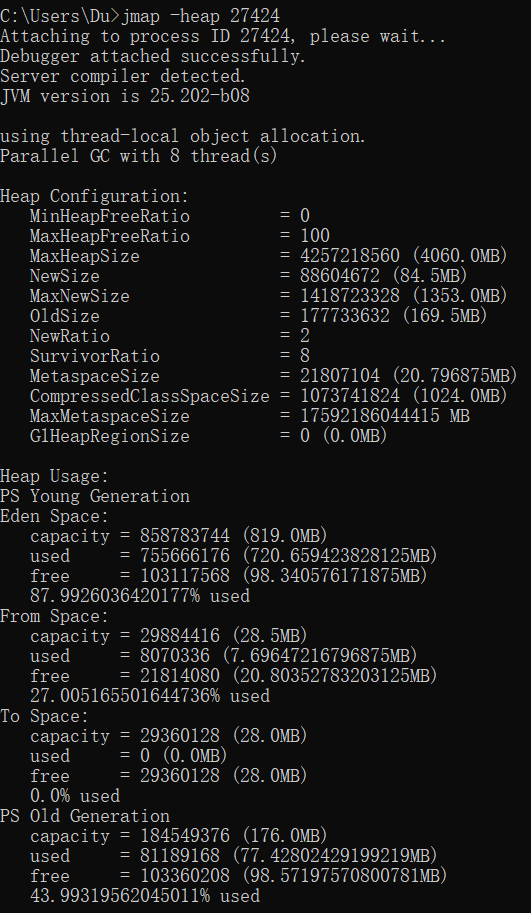 C:\Users\Du>jmap -heap 27424
Attaching to process ID 27424, please wait...
Debugger attached successfully.
Server compiler detected.
JVM version is 25.202-b08

using thread-local object allocation.
Parallel GC with 8 thread(s)

Heap Configuration:
   MinHeapFreeRatio         = 0
   MaxHeapFreeRatio         = 100
   MaxHeapSize              = 4257218560 (4060.0MB)
   NewSize                  = 88604672 (84.5MB)
   MaxNewSize               = 1418723328 (1353.0MB)
   OldSize                  = 177733632 (169.5MB)
   NewRatio                 = 2
   SurvivorRatio            = 8
   MetaspaceSize            = 21807104 (20.796875MB)
   CompressedClassSpaceSize = 1073741824 (1024.0MB)
   MaxMetaspaceSize         = 17592186044415 MB
   G1HeapRegionSize         = 0 (0.0MB)

Heap Usage:
PS Young Generation
Eden Space:
   capacity = 858783744 (819.0MB)
   used     = 755666176 (720.659423828125MB)
   free     = 103117568 (98.340576171875MB)
   87.9926036420177% used
From Space:
   capacity = 29884416 (28.5MB)
   used     = 8070336 (7.69647216796875MB)
   free     = 21814080 (20.80352783203125MB)
   27.005165501644736% used
To Space:
   capacity = 29360128 (28.0MB)
   used     = 0 (0.0MB)
   free     = 29360128 (28.0MB)
   0.0% used
PS Old Generation
   capacity = 184549376 (176.0MB)
   used     = 81189168 (77.42802429199219MB)
   free     = 103360208 (98.57197570800781MB)
   43.99319562045011% used